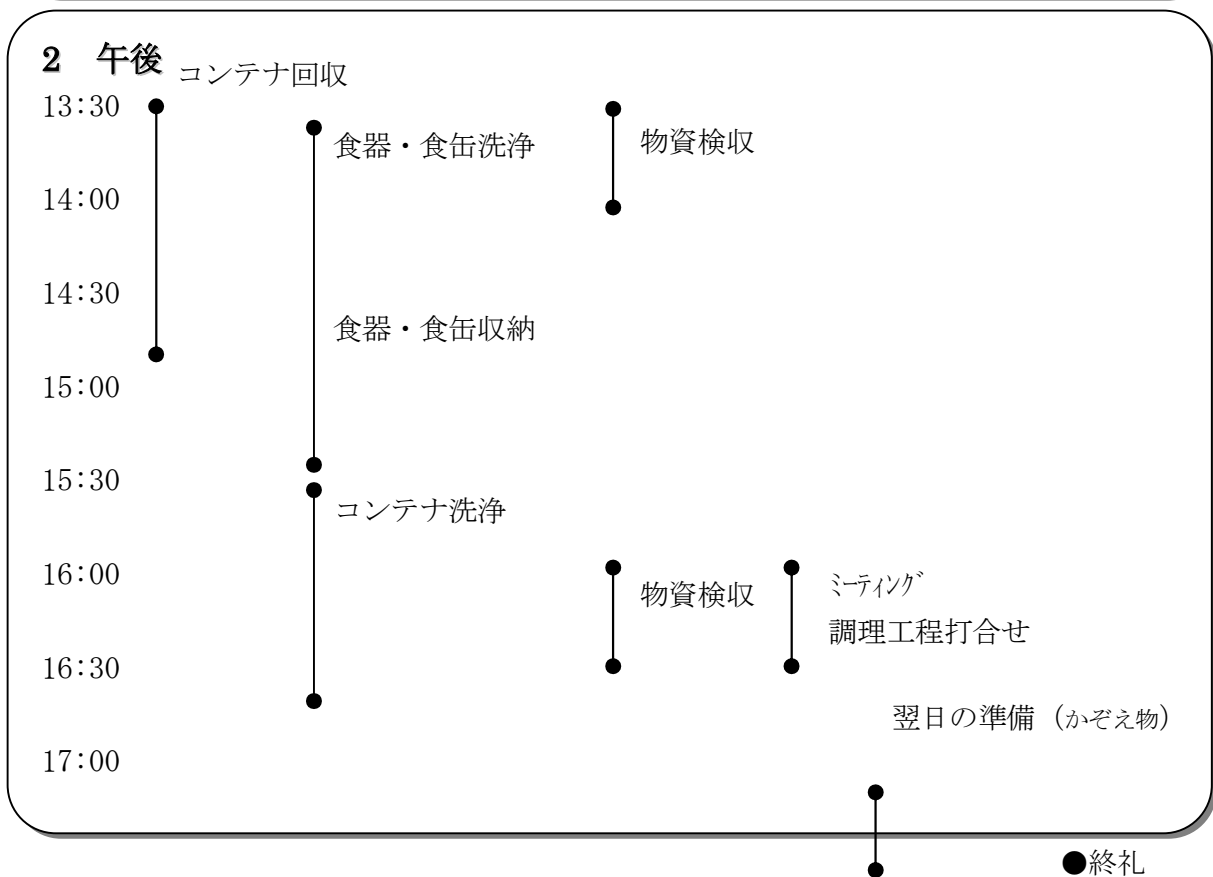 2　午後
コンテナ回収
13:30
食器・食缶洗浄
物資検収
14:00
14:30
食器・食缶収納
15:00
15:30
コンテナ洗浄
16:00
物資検収
ﾐｰﾃｨﾝｸﾞ
調理工程打合せ
16:30
翌日の準備（かぞえ物）
17:00
●終礼